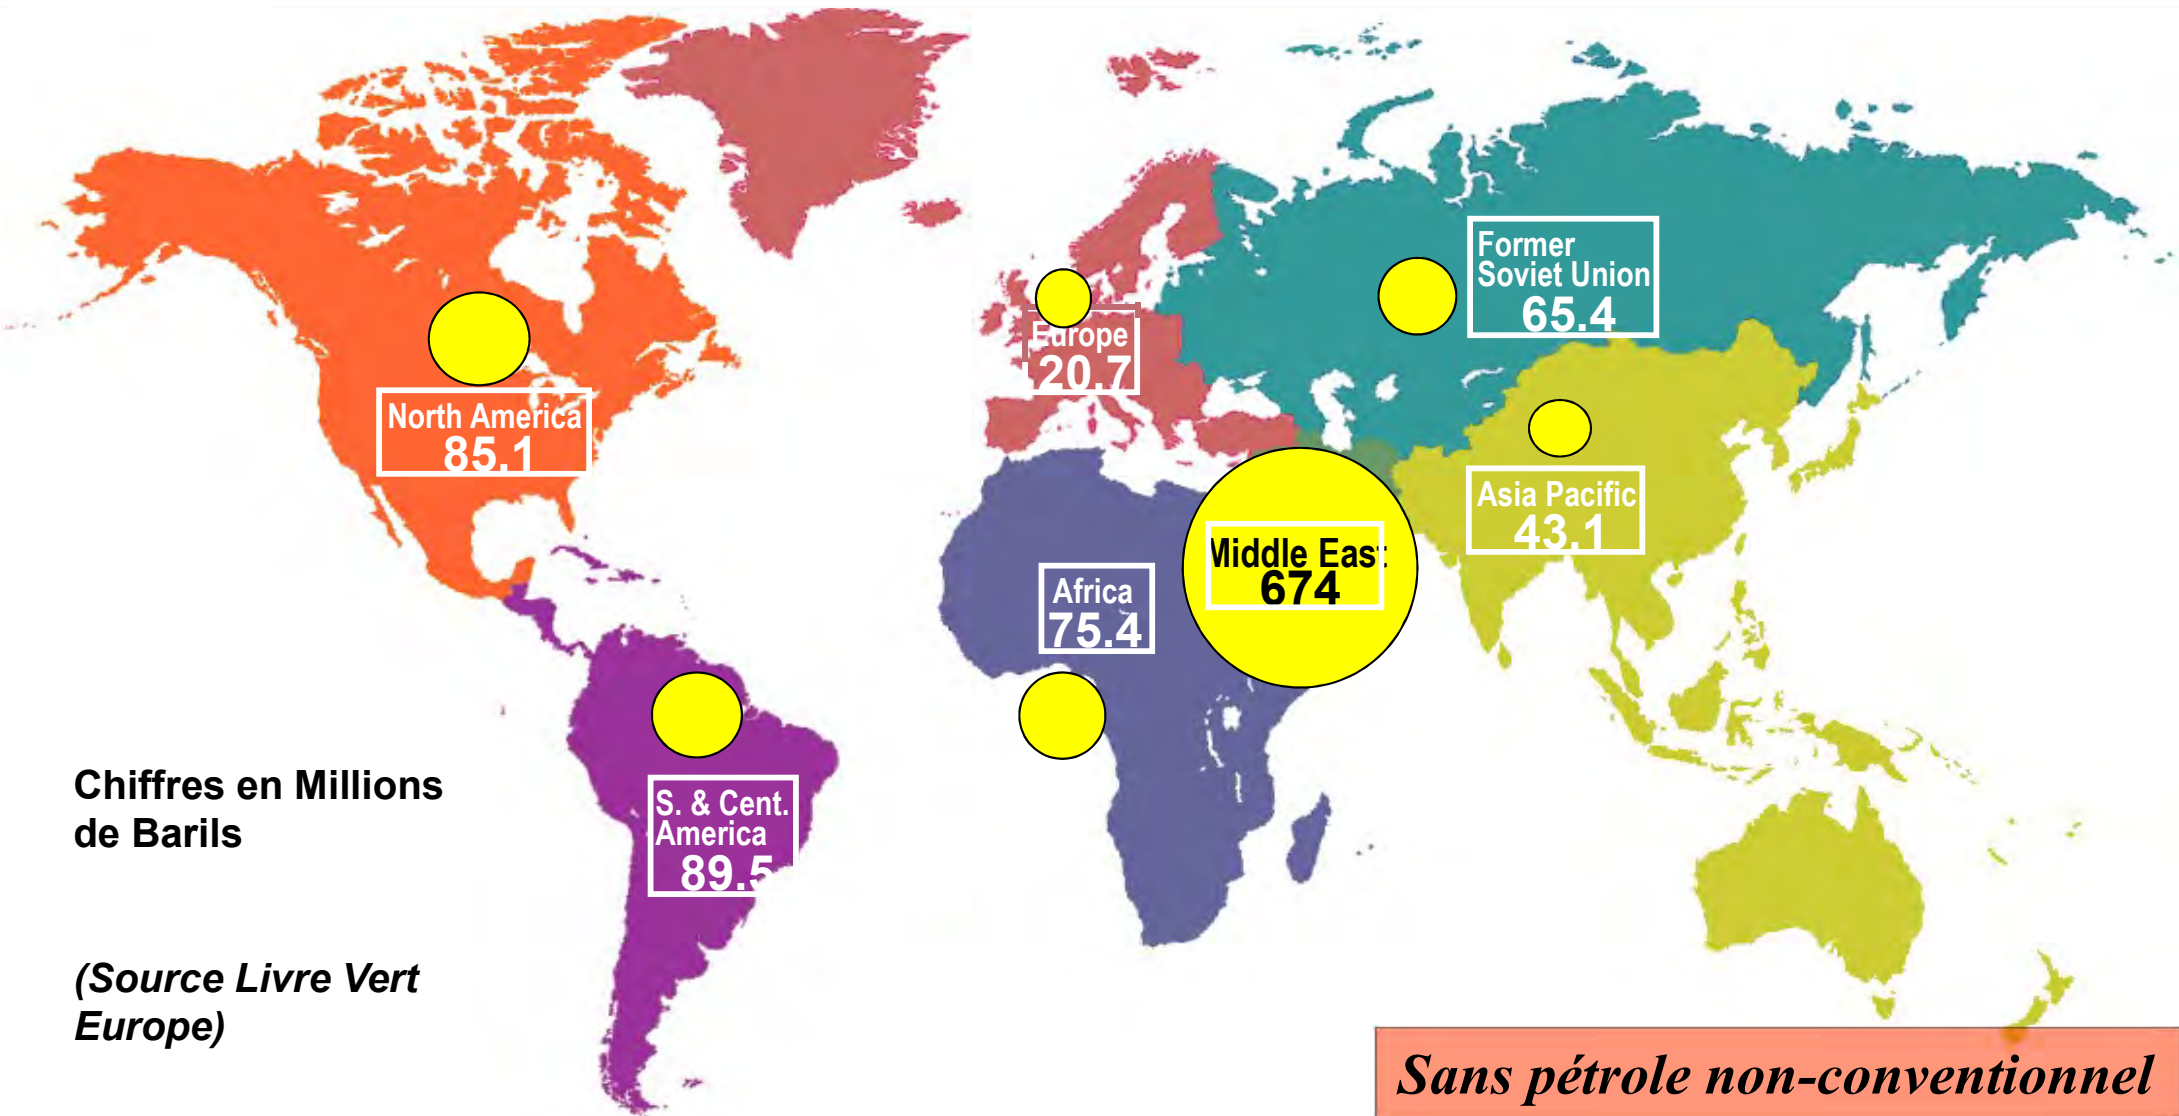 Former
Soviet Union
65.4
Europe
20.7
North America
85.1
Asia Pacific
43.1
Middle East
674
Africa
75.4
S. & Cent.
America
89.5
Chiffres en Millions
de Barils
(Source Livre Vert
Europe)
Sans pétrole non-conventionnel